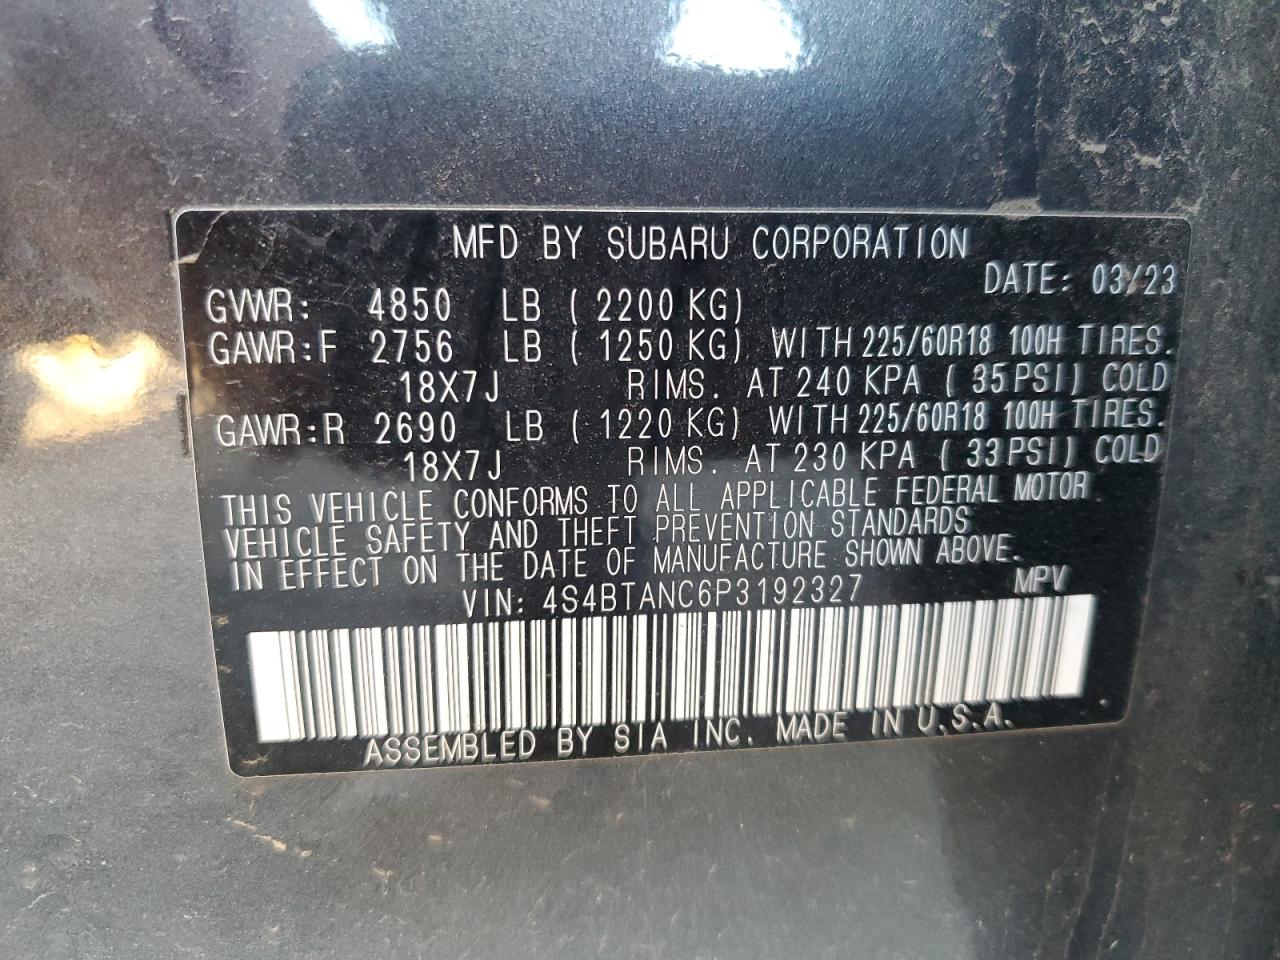 MFD BY SUBARU CORPORATION
DATE: 03/23
GVWR: 4850 LB ( 2200 KG)
GAWR:F 2756 LB ( 1250 KG) WITH 225/60R18 100H TIRES.
18X7J RIMS. AT 240 KPA ( 35 PSI) COLD
GAWR:R 2690 LB ( 1220 KG) WITH 225/60R18 100H TIRES.
18X7J RIMS. AT 230 KPA ( 33 PSI) COLD
THIS VEHICLE CONFORMS TO ALL APPLICABLE FEDERAL MOTOR
VEHICLE SAFETY AND THEFT PREVENTION STANDARDS
IN EFFECT ON THE DATE OF MANUFACTURE SHOWN ABOVE.
VIN: 4S4BTANC6P3192327 MPV
ASSEMBLED BY SIA INC. MADE IN U.S.A.